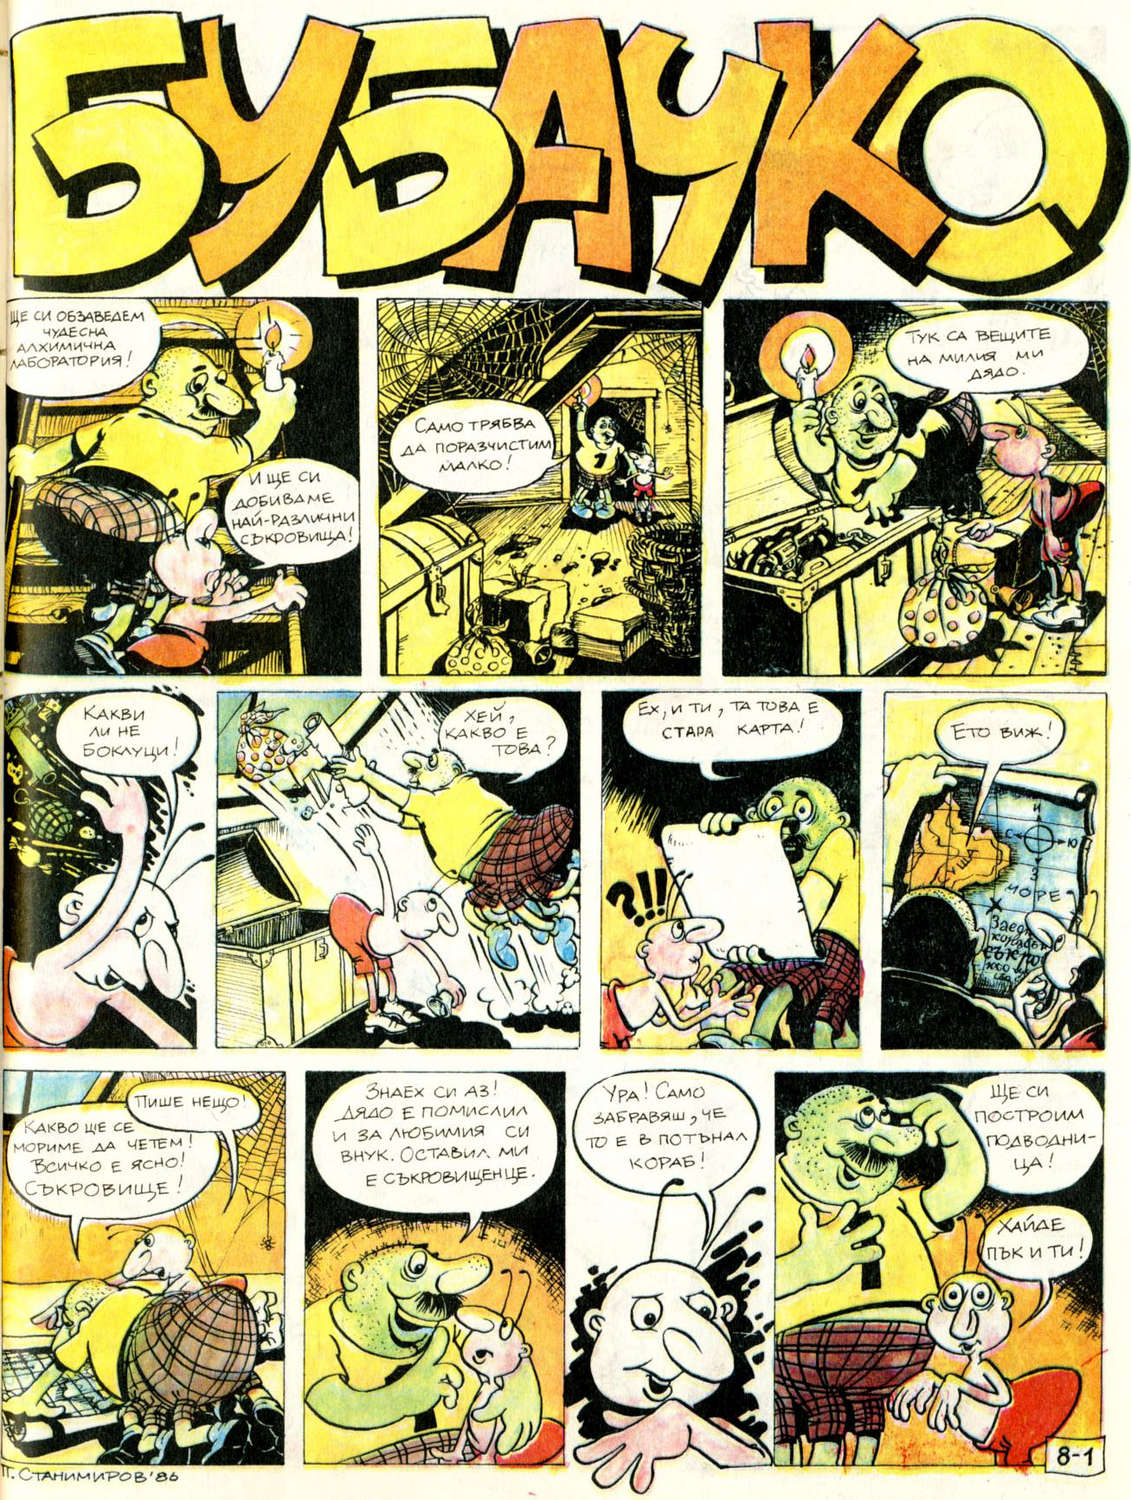 БУБАЧКО
ЩЕ СИ ОБЗАВЕДЕМ
ЧУДЕСНА
АЛХИМИЧНА
ЛАБОРАТОРИЯ!
И ЩЕ СИ
ДОБИВАМЕ
НАЙ-РАЗЛИЧНИ
СЪКРОВИЩА!
САМО ТРЯБВА
ДА ПОРАЗЧИСТИМ
МАЛКО!
1
ТУК СА ВЕЩИТЕ
НА МИЛИЯ МИ
ДЯДО.
КАКВИ
ЛИ НЕ
БОКЛУЦИ!
ХЕЙ,
КАКВО Е
ТОВА?
ЕХ, И ТИ, ТА ТОВА Е
СТАРА КАРТА!
?!!!
ЕТО ВИЖ!
С
Ю
З
МОРЕ
1000
ПИШЕ НЕЩО!
КАКВО ЩЕ СЕ
МОРИМЕ ДА ЧЕТЕМ!
ВСИЧКО Е ЯСНО!
СЪКРОВИЩЕ!
ЗНАЕХ СИ АЗ!
ДЯДО Е ПОМИСЛИЛ
И ЗА ЛЮБИМИЯ СИ
ВНУК. ОСТАВИЛ МИ
Е СЪКРОВИЩЕНЦЕ.
УРА! САМО
ЗАБРАВЯШ, ЧЕ
ТО Е В ПОТЪНАЛ
КОРАБ!
ЩЕ СИ
ПОСТРОИМ
ПОДВОДНИ-
ЦА!
ХАЙДЕ
ПЪК И ТИ!
8-1
П. СТАНИМИРОВ '86